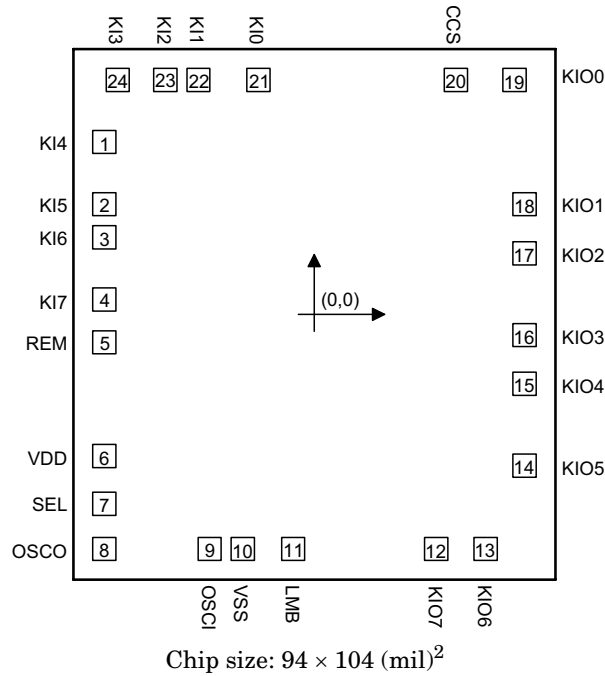 KI3 KI2 KI1 KI0 CCS
24 23 22 21 20 19 KIO0
KI4 1
KI5 2 18 KIO1
KI6 3 17 KIO2
KI7 4 (0,0)
REM 5 16 KIO3
15 KIO4
VDD 6 14 KIO5
SEL 7
OSCO 8 9 10 11 12 13
OSCI VSS LMB KIO7 KIO6
Chip size: 94 × 104 (mil)²